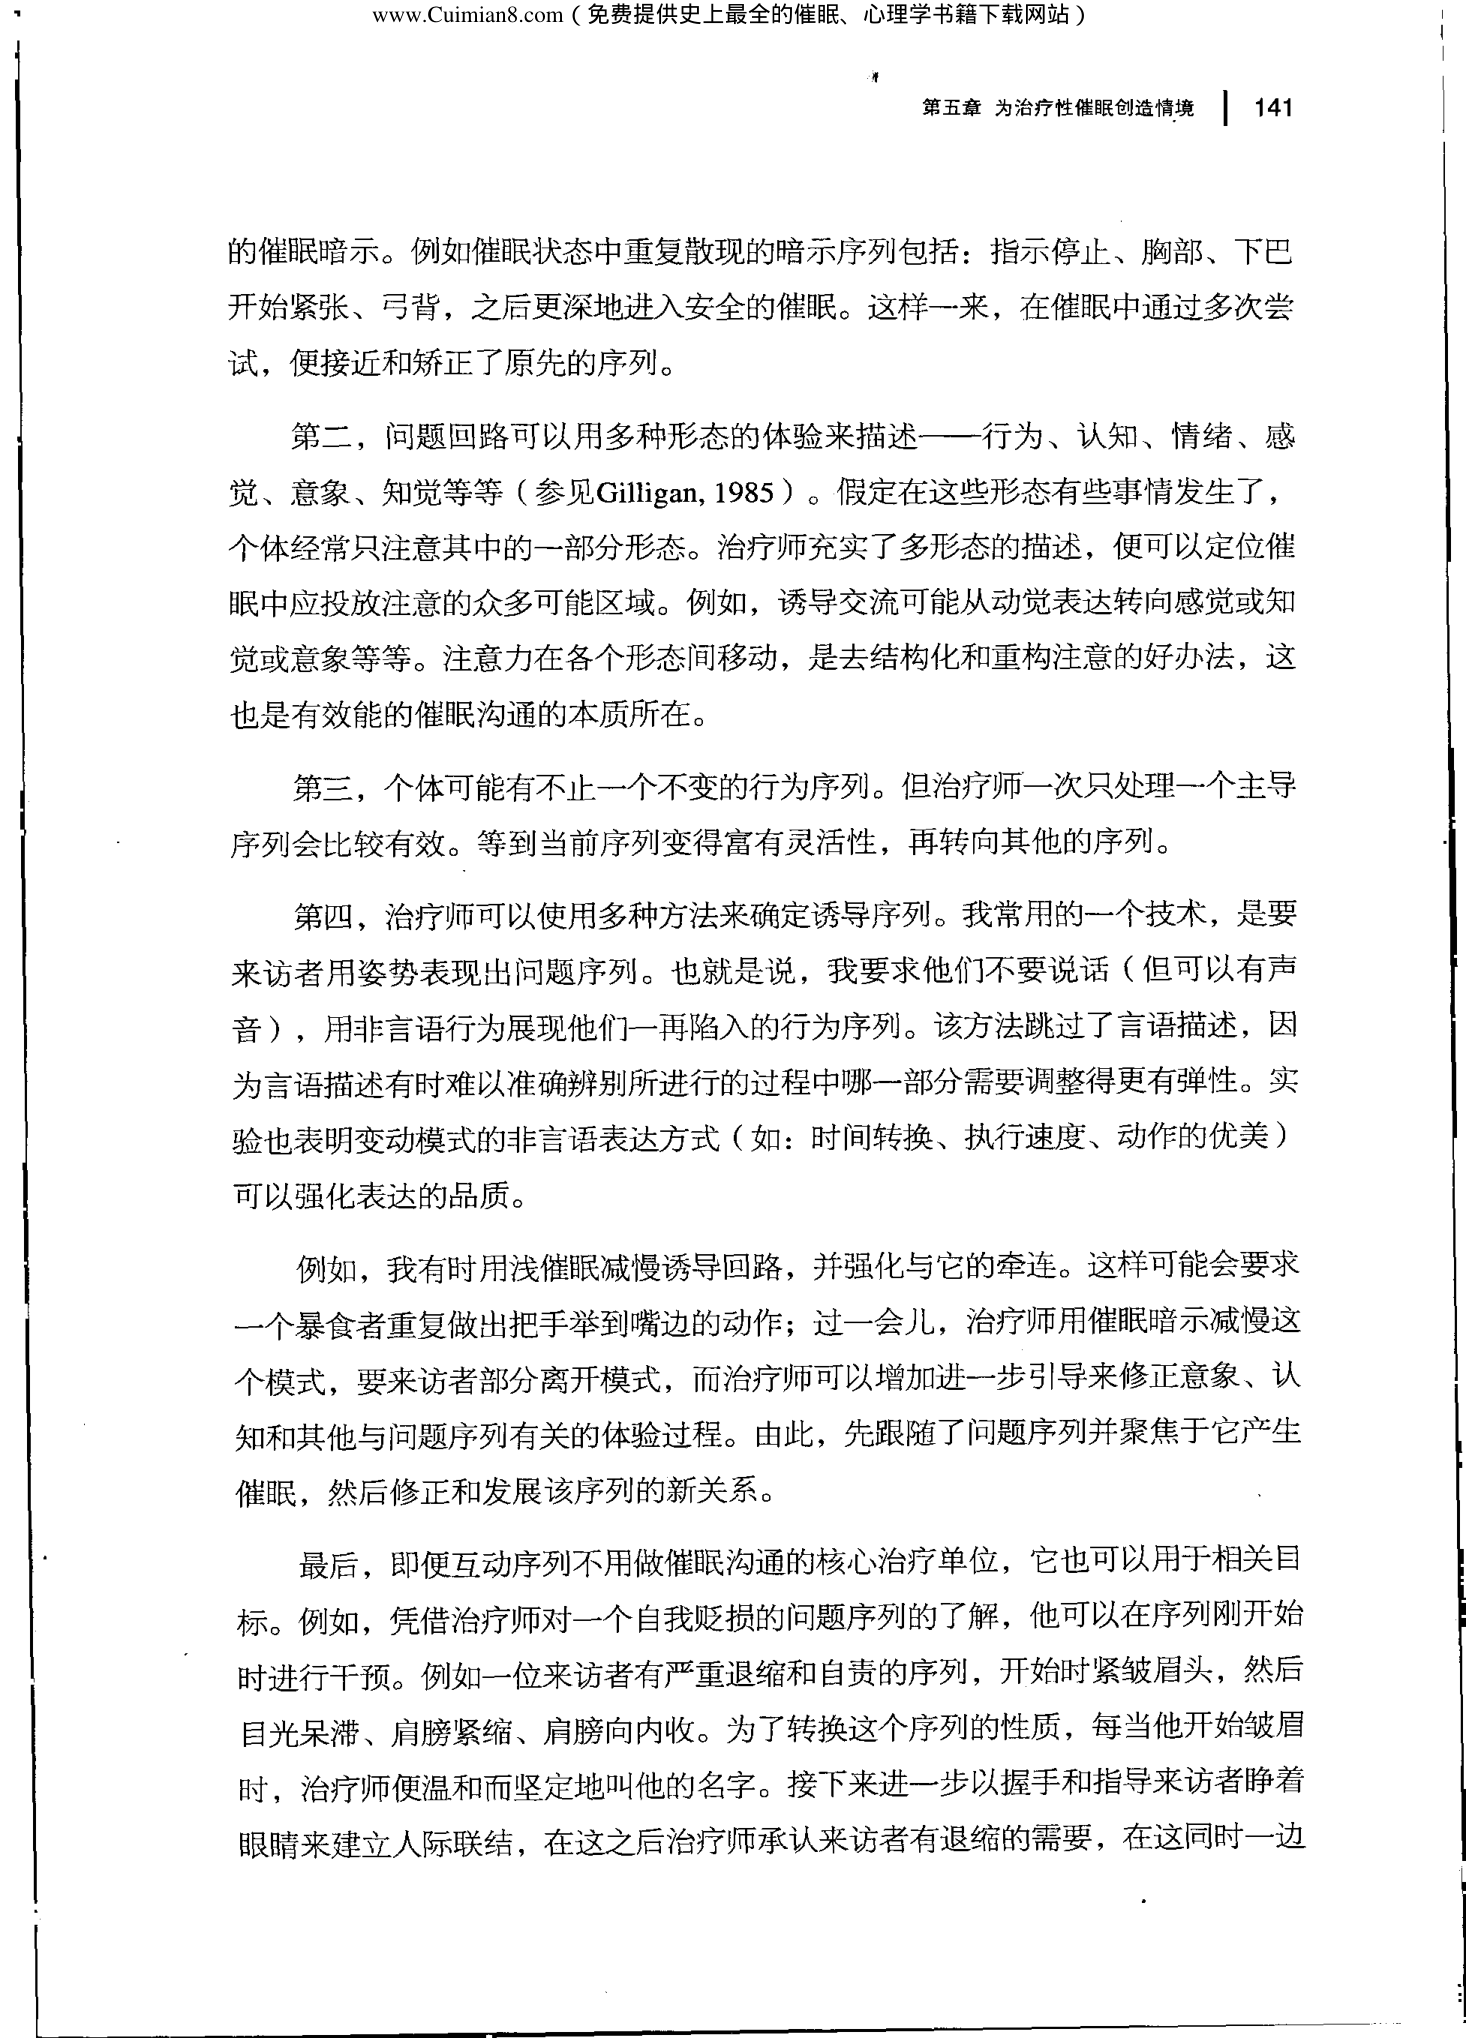 www.Cuimian8.com（免费提供史上最全的催眠、心理学书籍下载网站）
第五章 为治疗性催眠创造情境 | 141
的催眠暗示。例如催眠状态中重复散现的暗示序列包括：指示停止、胸部、下巴
开始紧张、弓背，之后更深地进入安全的催眠。这样一来，在催眠中通过多次尝
试，便接近和矫正了原先的序列。
第二，问题回路可以用多种形态的体验来描述——行为、认知、情绪、感
觉、意象、知觉等等（参见Gilligan, 1985）。假定在这些形态有些事情发生了，
个体经常只注意其中的一部分形态。治疗师充实了多形态的描述，便可以定位催
眠中应投放注意的众多可能区域。例如，诱导交流可能从动觉表达转向感觉或知
觉或意象等等。注意力在各个形态间移动，是去结构化和重构注意的好办法，这
也是有效能的催眠沟通的本质所在。
第三，个体可能有不止一个不变的行为序列。但治疗师一次只处理一个主导
序列会比较有效。等到当前序列变得富有灵活性，再转向其他的序列。
第四，治疗师可以使用多种方法来确定诱导序列。我常用的一个技术，是要
来访者用姿势表现出问题序列。也就是说，我要求他们不要说话（但可以有声
音），用非言语行为展现他们一再陷入的行为序列。该方法跳过了言语描述，因
为言语描述有时难以准确辨别所进行的过程中哪一部分需要调整得更有弹性。实
验也表明变动模式的非言语表达方式（如：时间转换、执行速度、动作的优美）
可以强化表达的品质。
例如，我有时用浅催眠减慢诱导回路，并强化与它的牵连。这样可能会要求
一个暴食者重复做出把手举到嘴边的动作；过一会儿，治疗师用催眠暗示减慢这
个模式，要来访者部分离开模式，而治疗师可以增加进一步引导来修正意象、认
知和其他与问题序列有关的体验过程。由此，先跟随了问题序列并聚焦于它产生
催眠，然后修正和发展该序列的新关系。
最后，即便互动序列不用做催眠沟通的核心治疗单位，它也可以用于相关目
标。例如，凭借治疗师对一个自我贬损的问题序列的了解，他可以在序列刚开始
时进行干预。例如一位来访者有严重退缩和自责的序列，开始时紧皱眉头，然后
目光呆滞、肩膀紧缩、肩膀向内收。为了转换这个序列的性质，每当他开始皱眉
时，治疗师便温和而坚定地叫他的名字。接下来进一步以握手和指导来访者睁着
眼睛来建立人际联结，在这之后治疗师承认来访者有退缩的需要，在这同时一边